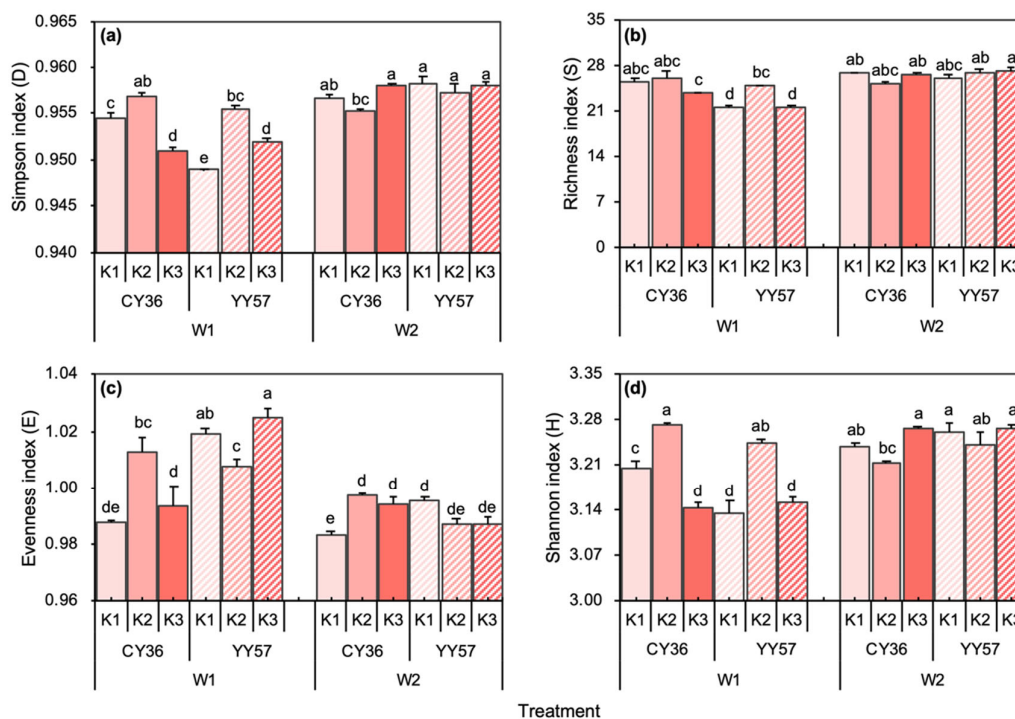 0.965
(a)
0.960
0.955
0.950
0.945
0.940
Simpson index (D)
c ab d e bc d ab bc a a a a
K1 K2 K3 K1 K2 K3 K1 K2 K3 K1 K2 K3
CY36 YY57 CY36 YY57
W1 W2
35
(b)
28
21
14
7
0
Richness index (S)
abc abc c d bc d ab abc ab abc ab a
K1 K2 K3 K1 K2 K3 K1 K2 K3 K1 K2 K3
CY36 YY57 CY36 YY57
W1 W2
1.04
(c)
1.02
1.00
0.98
0.96
Evenness index (E)
de bc d ab c a e d d d de de
K1 K2 K3 K1 K2 K3 K1 K2 K3 K1 K2 K3
CY36 YY57 CY36 YY57
W1 W2
3.35
(d)
3.28
3.21
3.14
3.07
3.00
Shannon index (H)
c a d d ab d ab bc a a ab a
K1 K2 K3 K1 K2 K3 K1 K2 K3 K1 K2 K3
CY36 YY57 CY36 YY57
W1 W2
Treatment